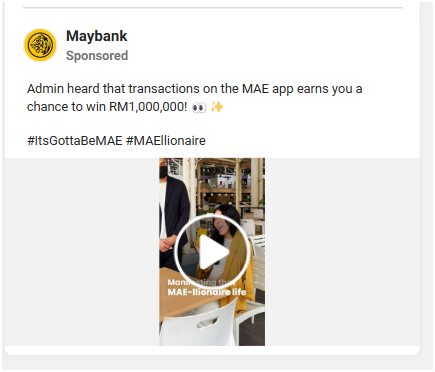 Maybank
Sponsored
Admin heard that transactions on the MAE app earns you a
chance to win RM1,000,000! 👀 ✨
#ItsGottaBeMAE #MAEllionaire
Manifesting that
MAE-llionaire life